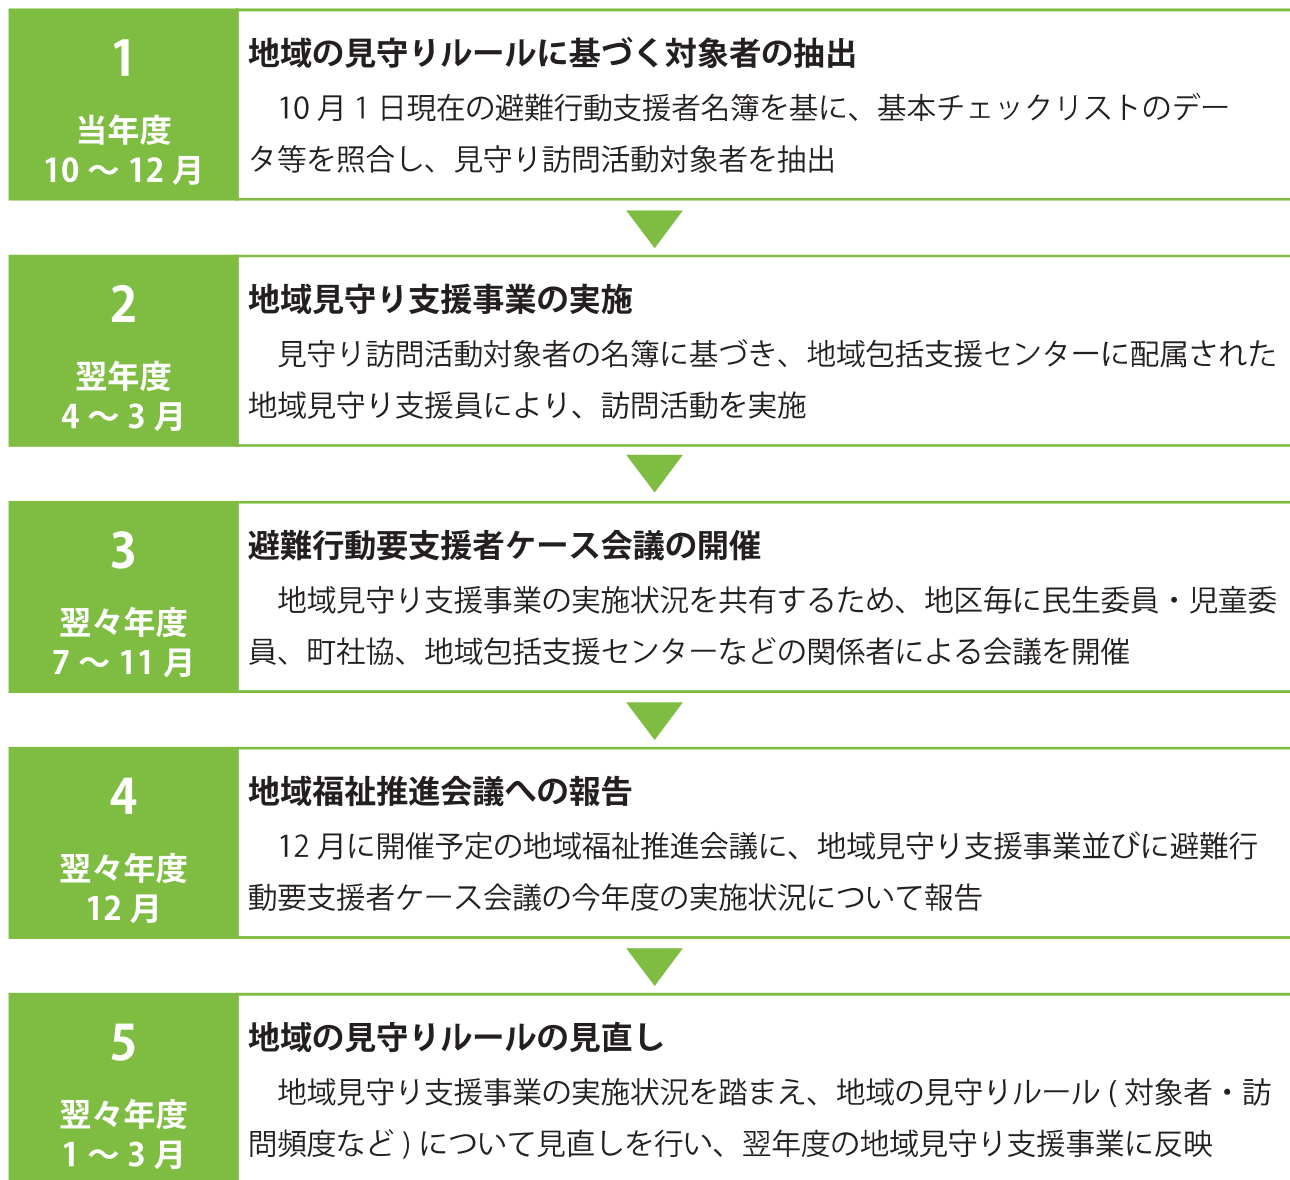 1
当年度
10 ～ 12 月
地域の見守りルールに基づく対象者の抽出
10 月 1 日現在の避難行動支援者名簿を基に、基本チェックリストのデー
タ等を照合し、見守り訪問活動対象者を抽出
2
翌年度
4 ～ 3 月
地域見守り支援事業の実施
見守り訪問活動対象者の名簿に基づき、地域包括支援センターに配属された
地域見守り支援員により、訪問活動を実施
3
翌々年度
7 ～ 11 月
避難行動要支援者ケース会議の開催
地域見守り支援事業の実施状況を共有するため、地区毎に民生委員・児童委
員、町社協、地域包括支援センターなどの関係者による会議を開催
4
翌々年度
12 月
地域福祉推進会議への報告
12 月に開催予定の地域福祉推進会議に、地域見守り支援事業並びに避難行
動要支援者ケース会議の今年度の実施状況について報告
5
翌々年度
1 ～ 3 月
地域の見守りルールの見直し
地域見守り支援事業の実施状況を踏まえ、地域の見守りルール ( 対象者・訪
問頻度など ) について見直しを行い、翌年度の地域見守り支援事業に反映